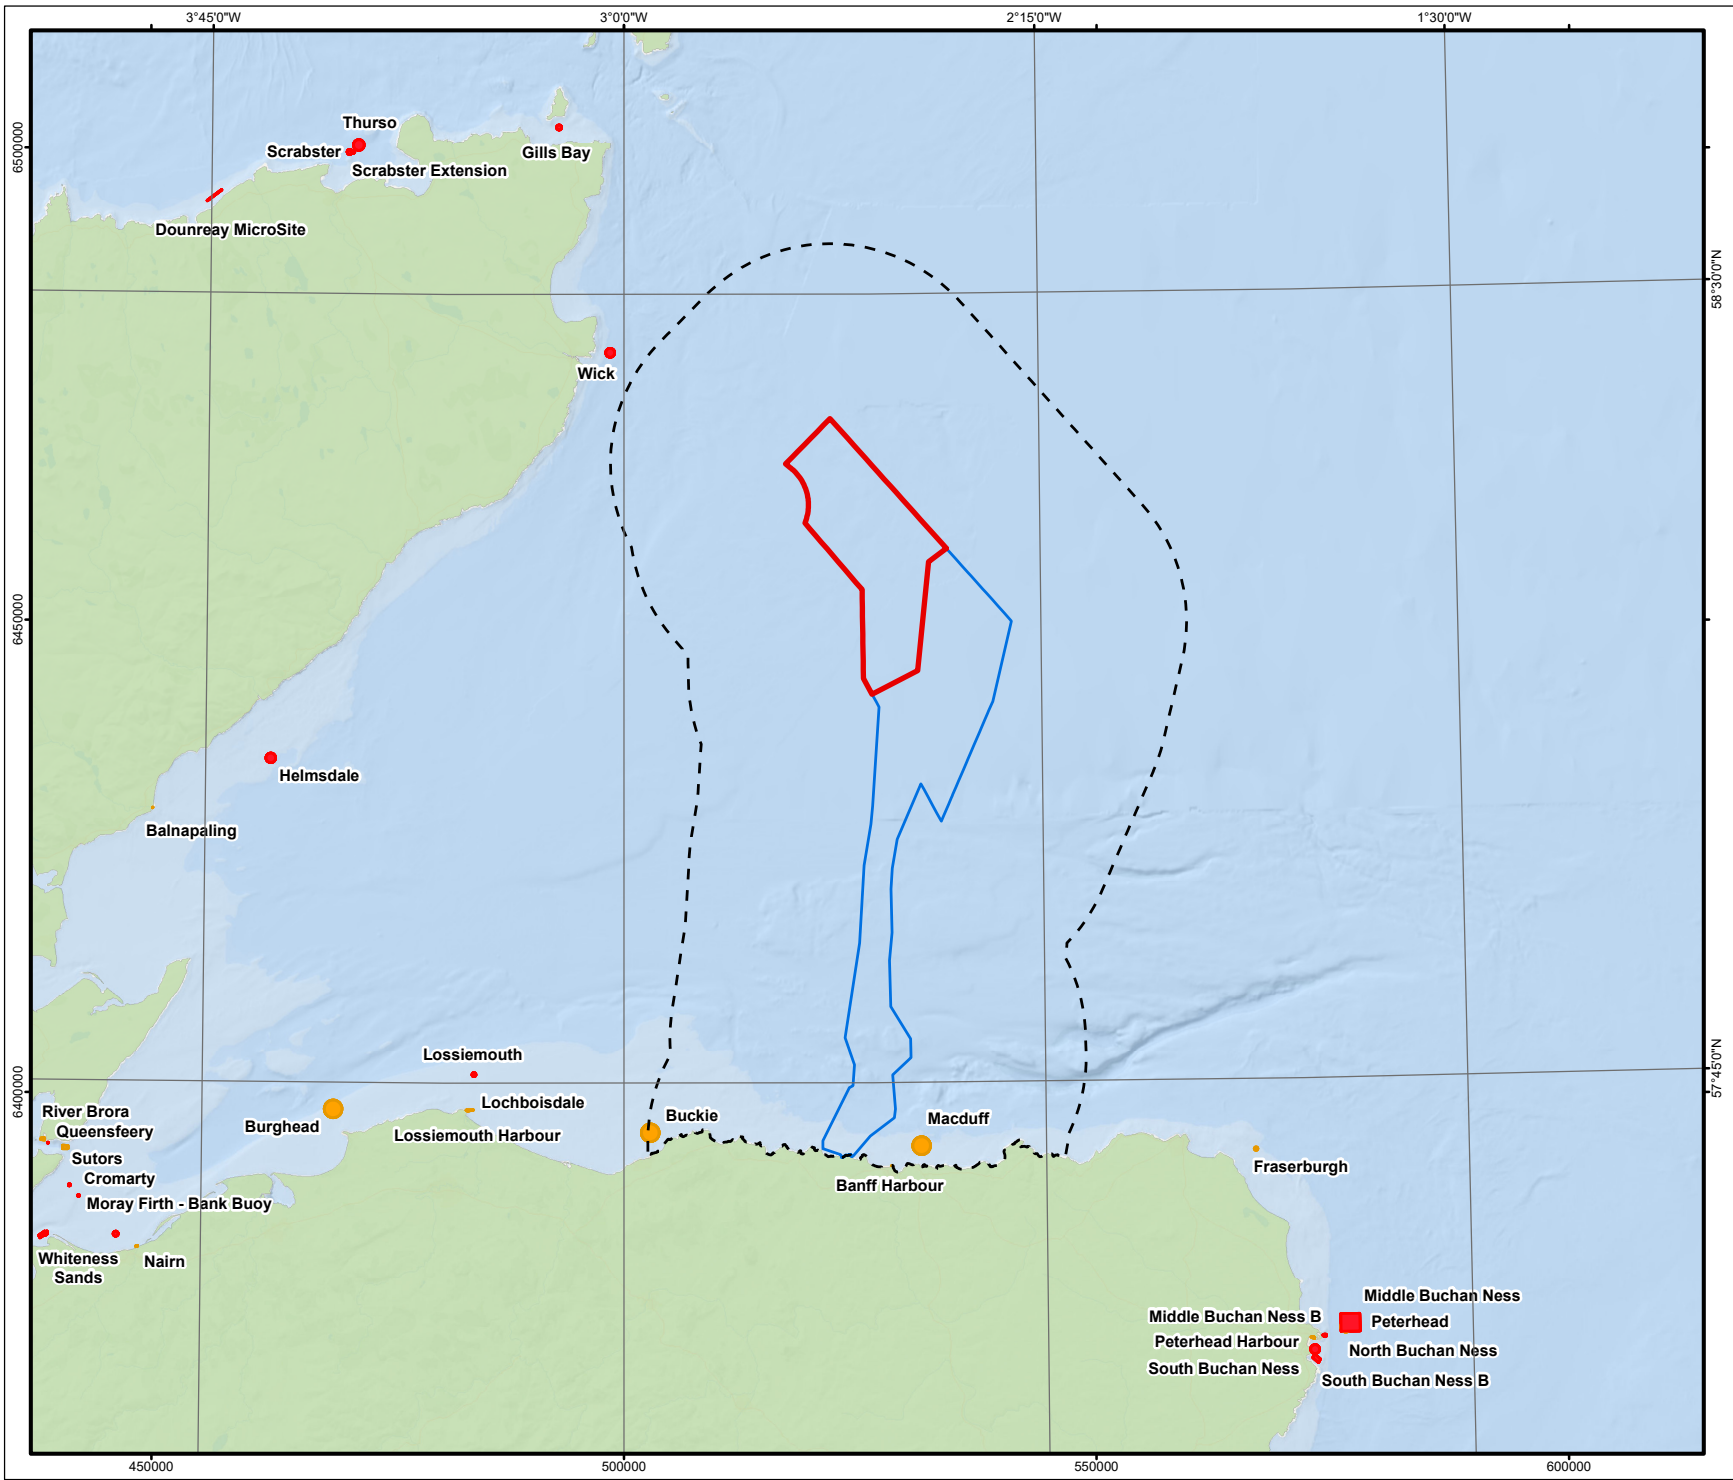 3°45'0"W
3°0'0"W
2°15'0"W
1°30'0"W
6500000
Thurso
Scrabster
Scrabster Extension
Gills Bay
Dounreay MicroSite
58°30'0"N
Wick
6450000
Helmsdale
Balnapaling
Lossiemouth
57°45'0"N
6400000
River Brora
Queensfeery
Sutors
Cromarty
Moray Firth - Bank Buoy
Whiteness
Sands
Nairn
Burghead
Lochboisdale
Lossiemouth Harbour
Buckie
Macduff
Banff Harbour
Fraserburgh
Middle Buchan Ness
Middle Buchan Ness B
Peterhead
Peterhead Harbour
North Buchan Ness
South Buchan Ness
South Buchan Ness B
450000
500000
550000
600000